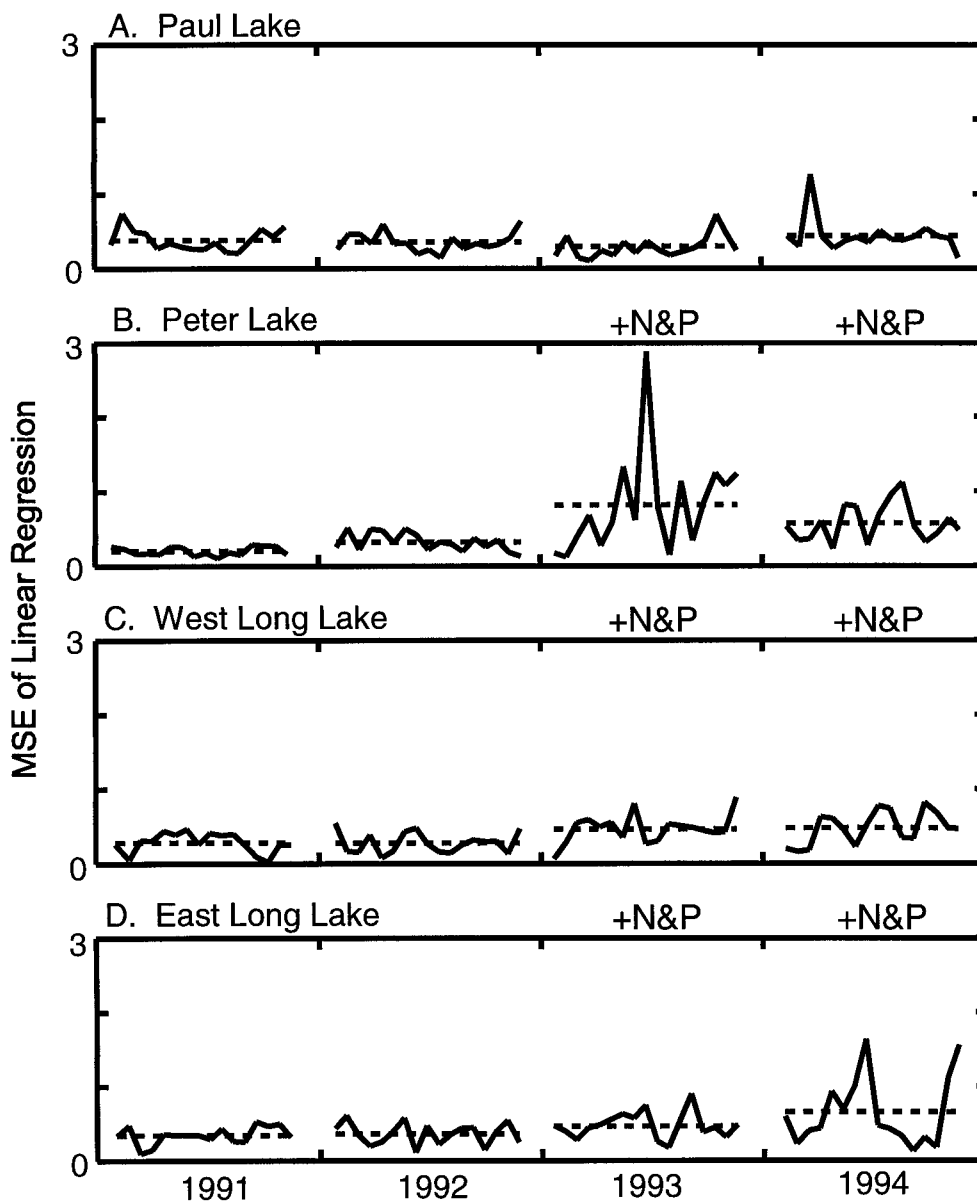 A. Paul Lake
3
0
B. Peter Lake +N&P +N&P
3
0
C. West Long Lake +N&P +N&P
3
0
D. East Long Lake +N&P +N&P
3
0
1991 1992 1993 1994
MSE of Linear Regression